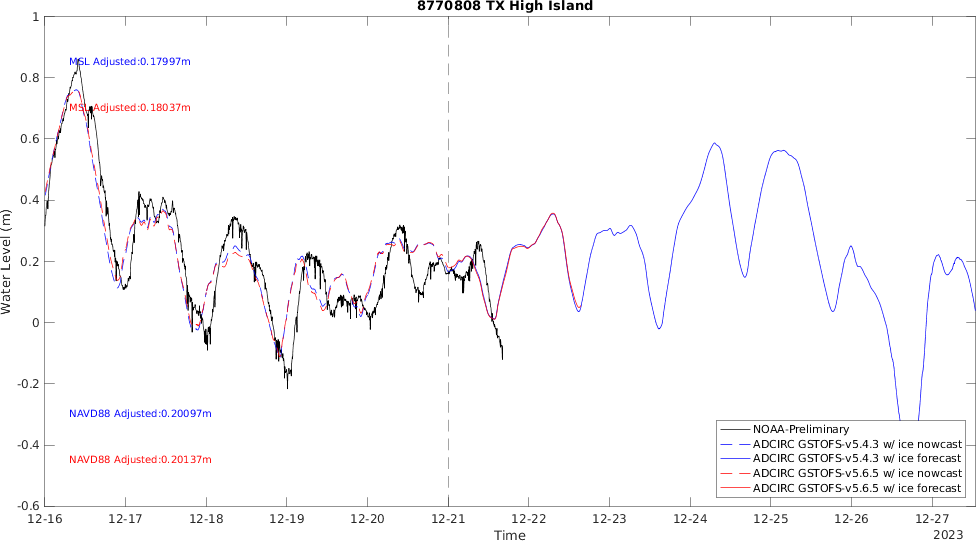 8770808 TX High Island
1
MSL Adjusted:0.17997m
0.8
MSL Adjusted:0.18037m
0.6
0.4
0.2
0
-0.2
NAVD88 Adjusted:0.20097m
-0.4
NAVD88 Adjusted:0.20137m
-0.6
Water Level (m)
NOAA-Preliminary
ADCIRC GSTOFS-v5.4.3 w/ ice nowcast
ADCIRC GSTOFS-v5.4.3 w/ ice forecast
ADCIRC GSTOFS-v5.6.5 w/ ice nowcast
ADCIRC GSTOFS-v5.6.5 w/ ice forecast
12-16 12-17 12-18 12-19 12-20 12-21 12-22 12-23 12-24 12-25 12-26 12-27
Time
2023